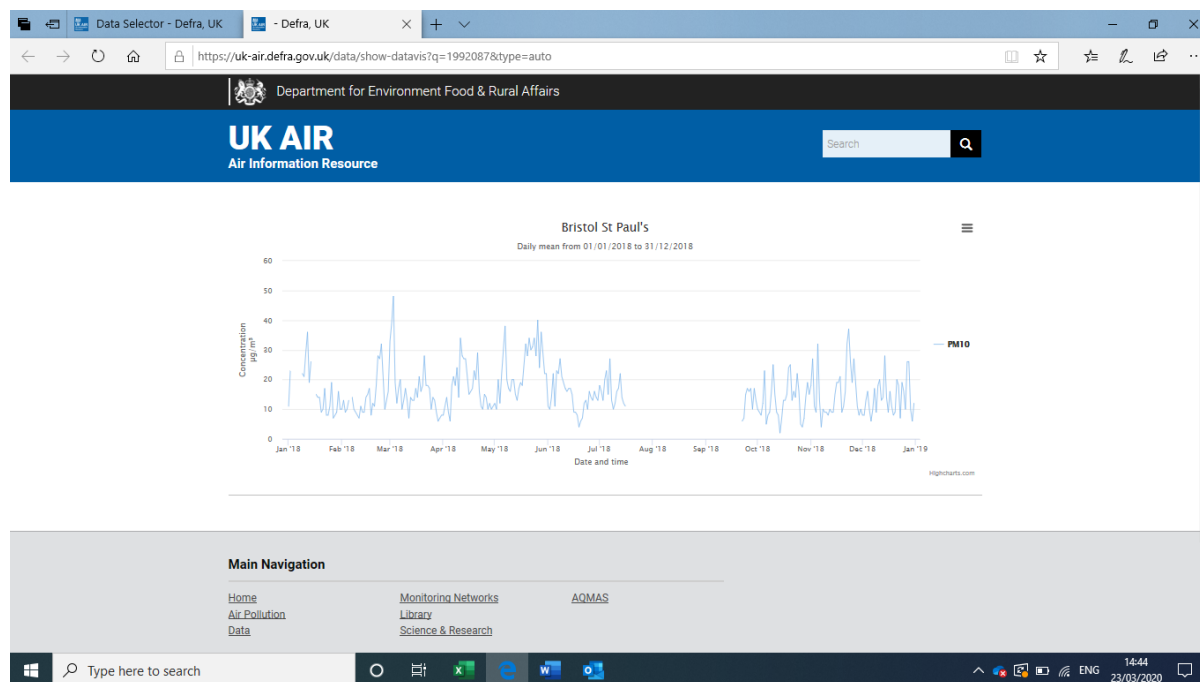 Data Selector - Defra, UK
- Defra, UK
https://uk-air.defra.gov.uk/data/show-datavis?q=1992087&type=auto
Department for Environment Food & Rural Affairs
UK AIR
Air Information Resource
Search
Bristol St Paul's
Daily mean from 01/01/2018 to 31/12/2018
60
50
40
30
20
10
0
Concentration
µg/m³
PM10
Jan '18 Feb '18 Mar '18 Apr '18 May '18 Jun '18 Jul '18 Aug '18 Sep '18 Oct '18 Nov '18 Dec '18 Jan '19
Date and time
Highcharts.com
Main Navigation
Home Monitoring Networks AQMAS
Air Pollution Library
Data Science & Research
Type here to search
ENG
14:44
23/03/2020